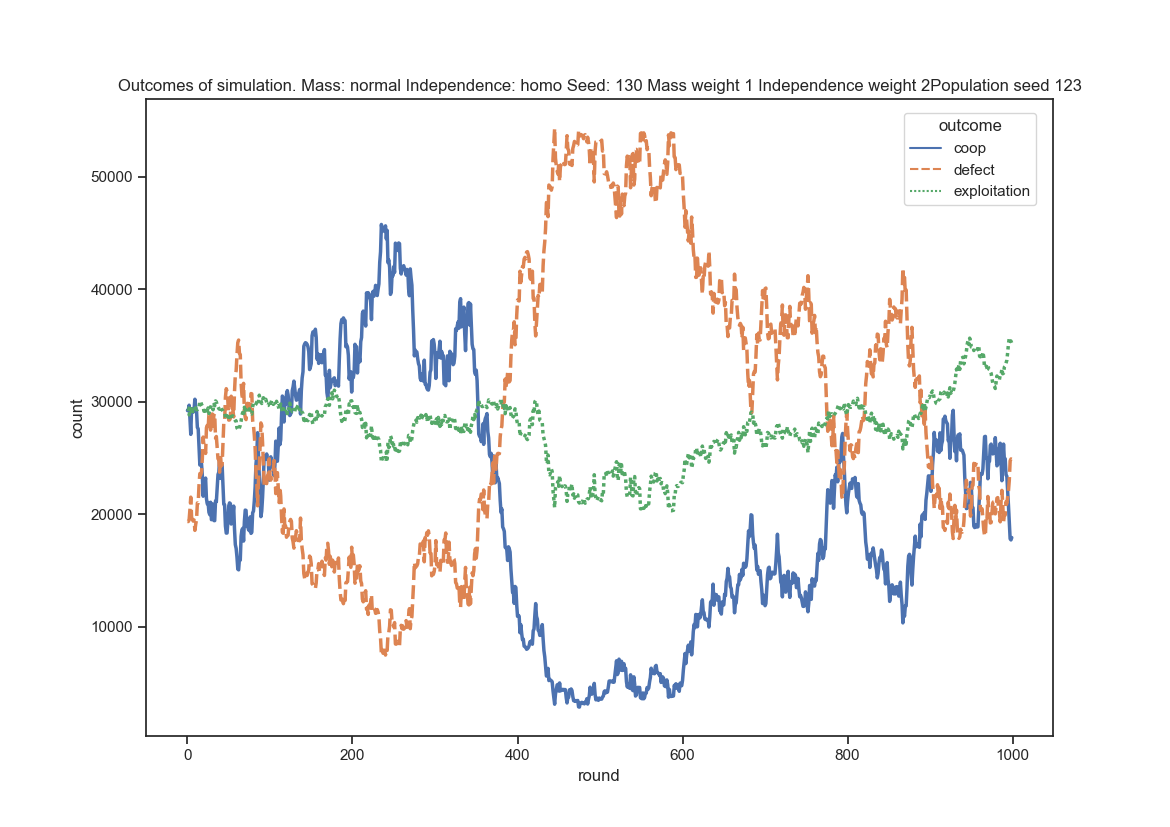 Outcomes of simulation. Mass: normal Independence: homo Seed: 130 Mass weight 1 Independence weight 2Population seed 123
outcome
coop
defect
exploitation
count
50000
40000
30000
20000
10000
0 200 400 600 800 1000
round